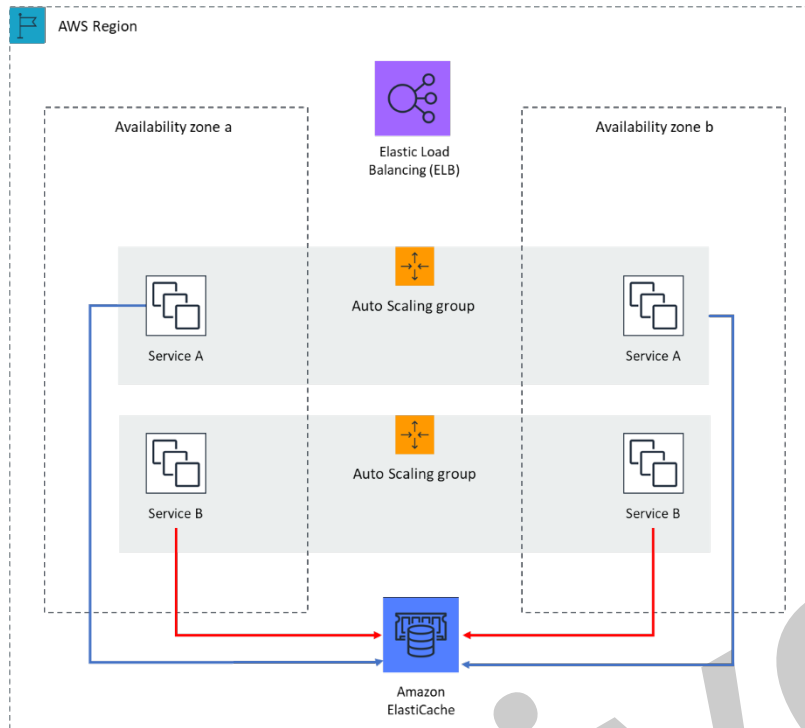 AWS Region
Availability zone a
Availability zone b
Elastic Load
Balancing (ELB)
Auto Scaling group
Service A
Service A
Auto Scaling group
Service B
Service B
Amazon
ElastiCache